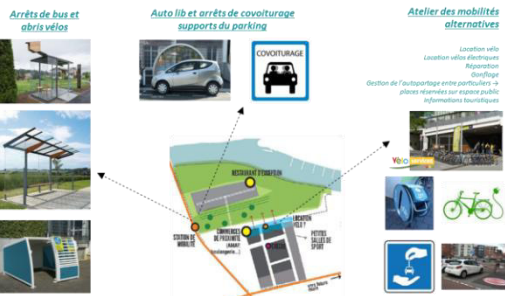 Arrêts de bus et
abris vélos
Auto lib et arrêts de covoiturage
supports du parking
Atelier des mobilités
alternatives
Location vélo
Location vélos électriques
Réparation
Gonflage
Gestion de l'autopartage entre particuliers →
places réservées sur espace public
Informations touristiques
COVOITURAGE
Vélo
STATION DE
MOBILITÉ
COMMERCES
DE PROXIMITÉ
LOCATION
VÉLO ?
PETITES
SALLES DE
SPORT